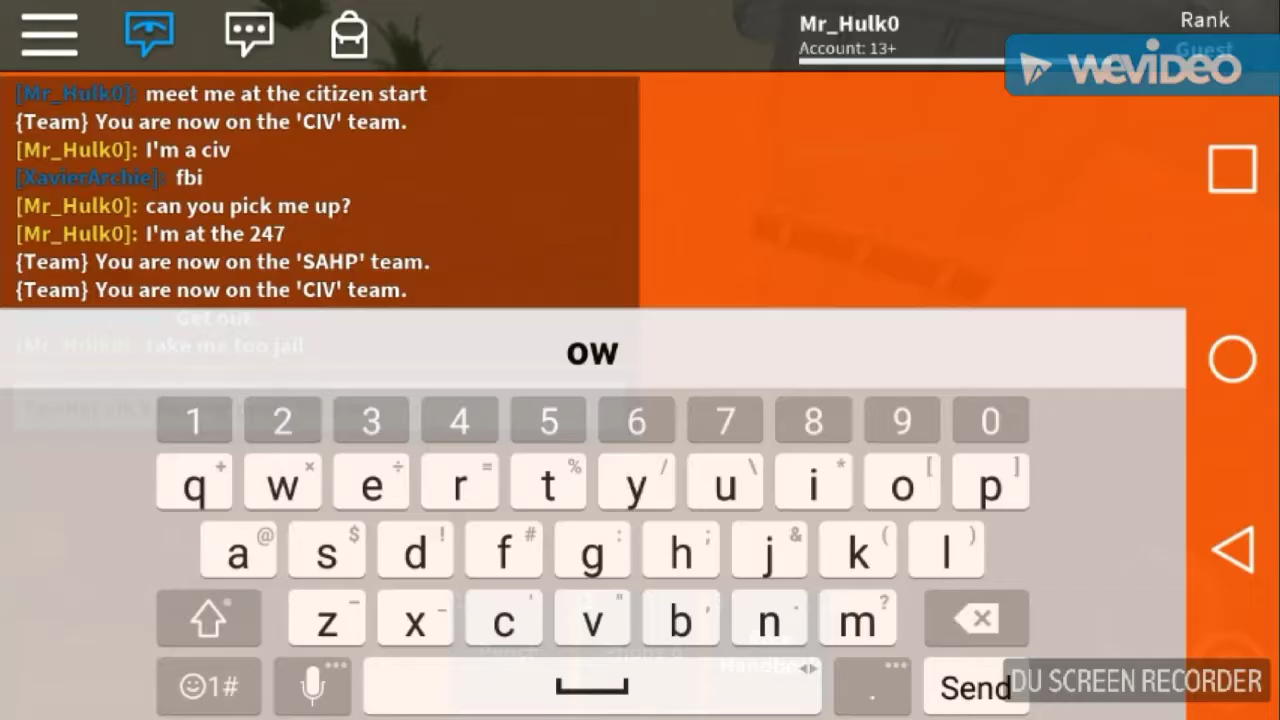 Mr_Hulk0
Account: 13+
Rank
Guest
WEVIDEO
[Mr_Hulk0]: meet me at the citizen start
{Team} You are now on the 'CIV' team.
[Mr_Hulk0]: I'm a civ
[XavierArchie]: fbi
[Mr_Hulk0]: can you pick me up?
[Mr_Hulk0]: I'm at the 247
{Team} You are now on the 'SAHP' team.
{Team} You are now on the 'CIV' team.
Get out
[Mr_Hulk0]: take me too jail
ow
1 2 3 4 5 6 7 8 9 0
q + w × e ÷ r = t % y / u \ i * o [ p ]
a @ s $ d ! f # g : h ; j & k ( l )
z - x _ c ' v " b , n . m ?
1# . Send
DU SCREEN RECORDER